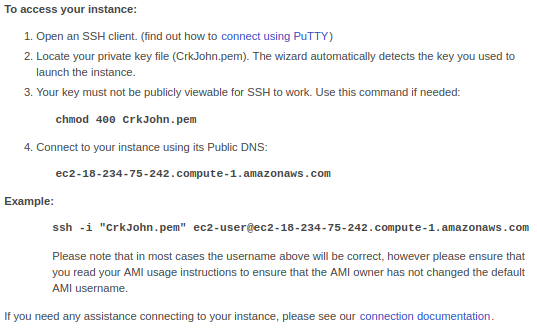 To access your instance:
1. Open an SSH client. (find out how to connect using PuTTY)
2. Locate your private key file (CrkJohn.pem). The wizard automatically detects the key you used to
launch the instance.
3. Your key must not be publicly viewable for SSH to work. Use this command if needed:
chmod 400 CrkJohn.pem
4. Connect to your instance using its Public DNS:
ec2-18-234-75-242.compute-1.amazonaws.com
Example:
ssh -i "CrkJohn.pem" ec2-user@ec2-18-234-75-242.compute-1.amazonaws.com
Please note that in most cases the username above will be correct, however please ensure that
you read your AMI usage instructions to ensure that the AMI owner has not changed the default
AMI username.
If you need any assistance connecting to your instance, please see our connection documentation.